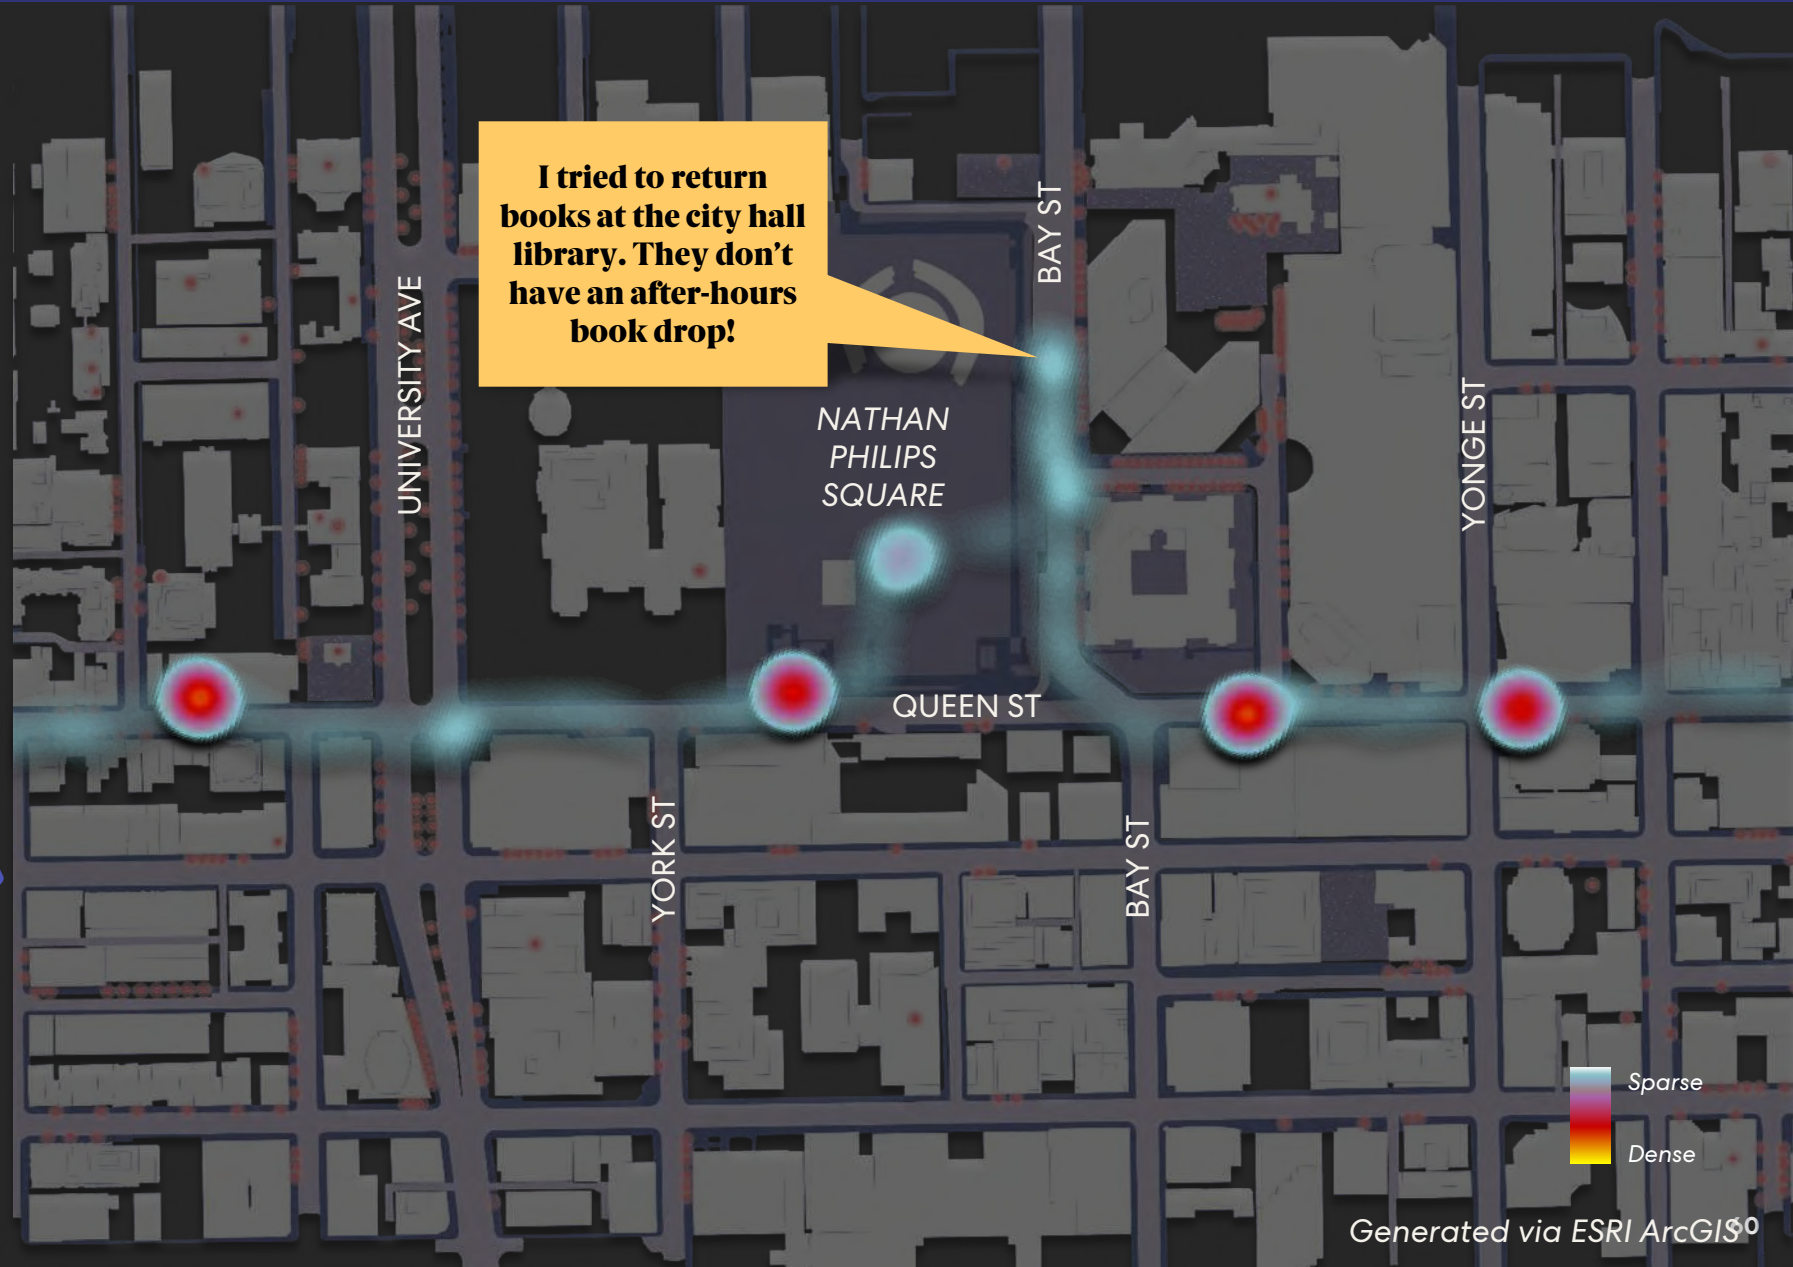 I tried to return
books at the city hall
library. They don't
have an after-hours
book drop!
BAY ST
UNIVERSITY AVE
NATHAN
PHILIPS
SQUARE
YONGE ST
QUEEN ST
YORK ST
BAY ST
Sparse
Dense
Generated via ESRI ArcGIS
60